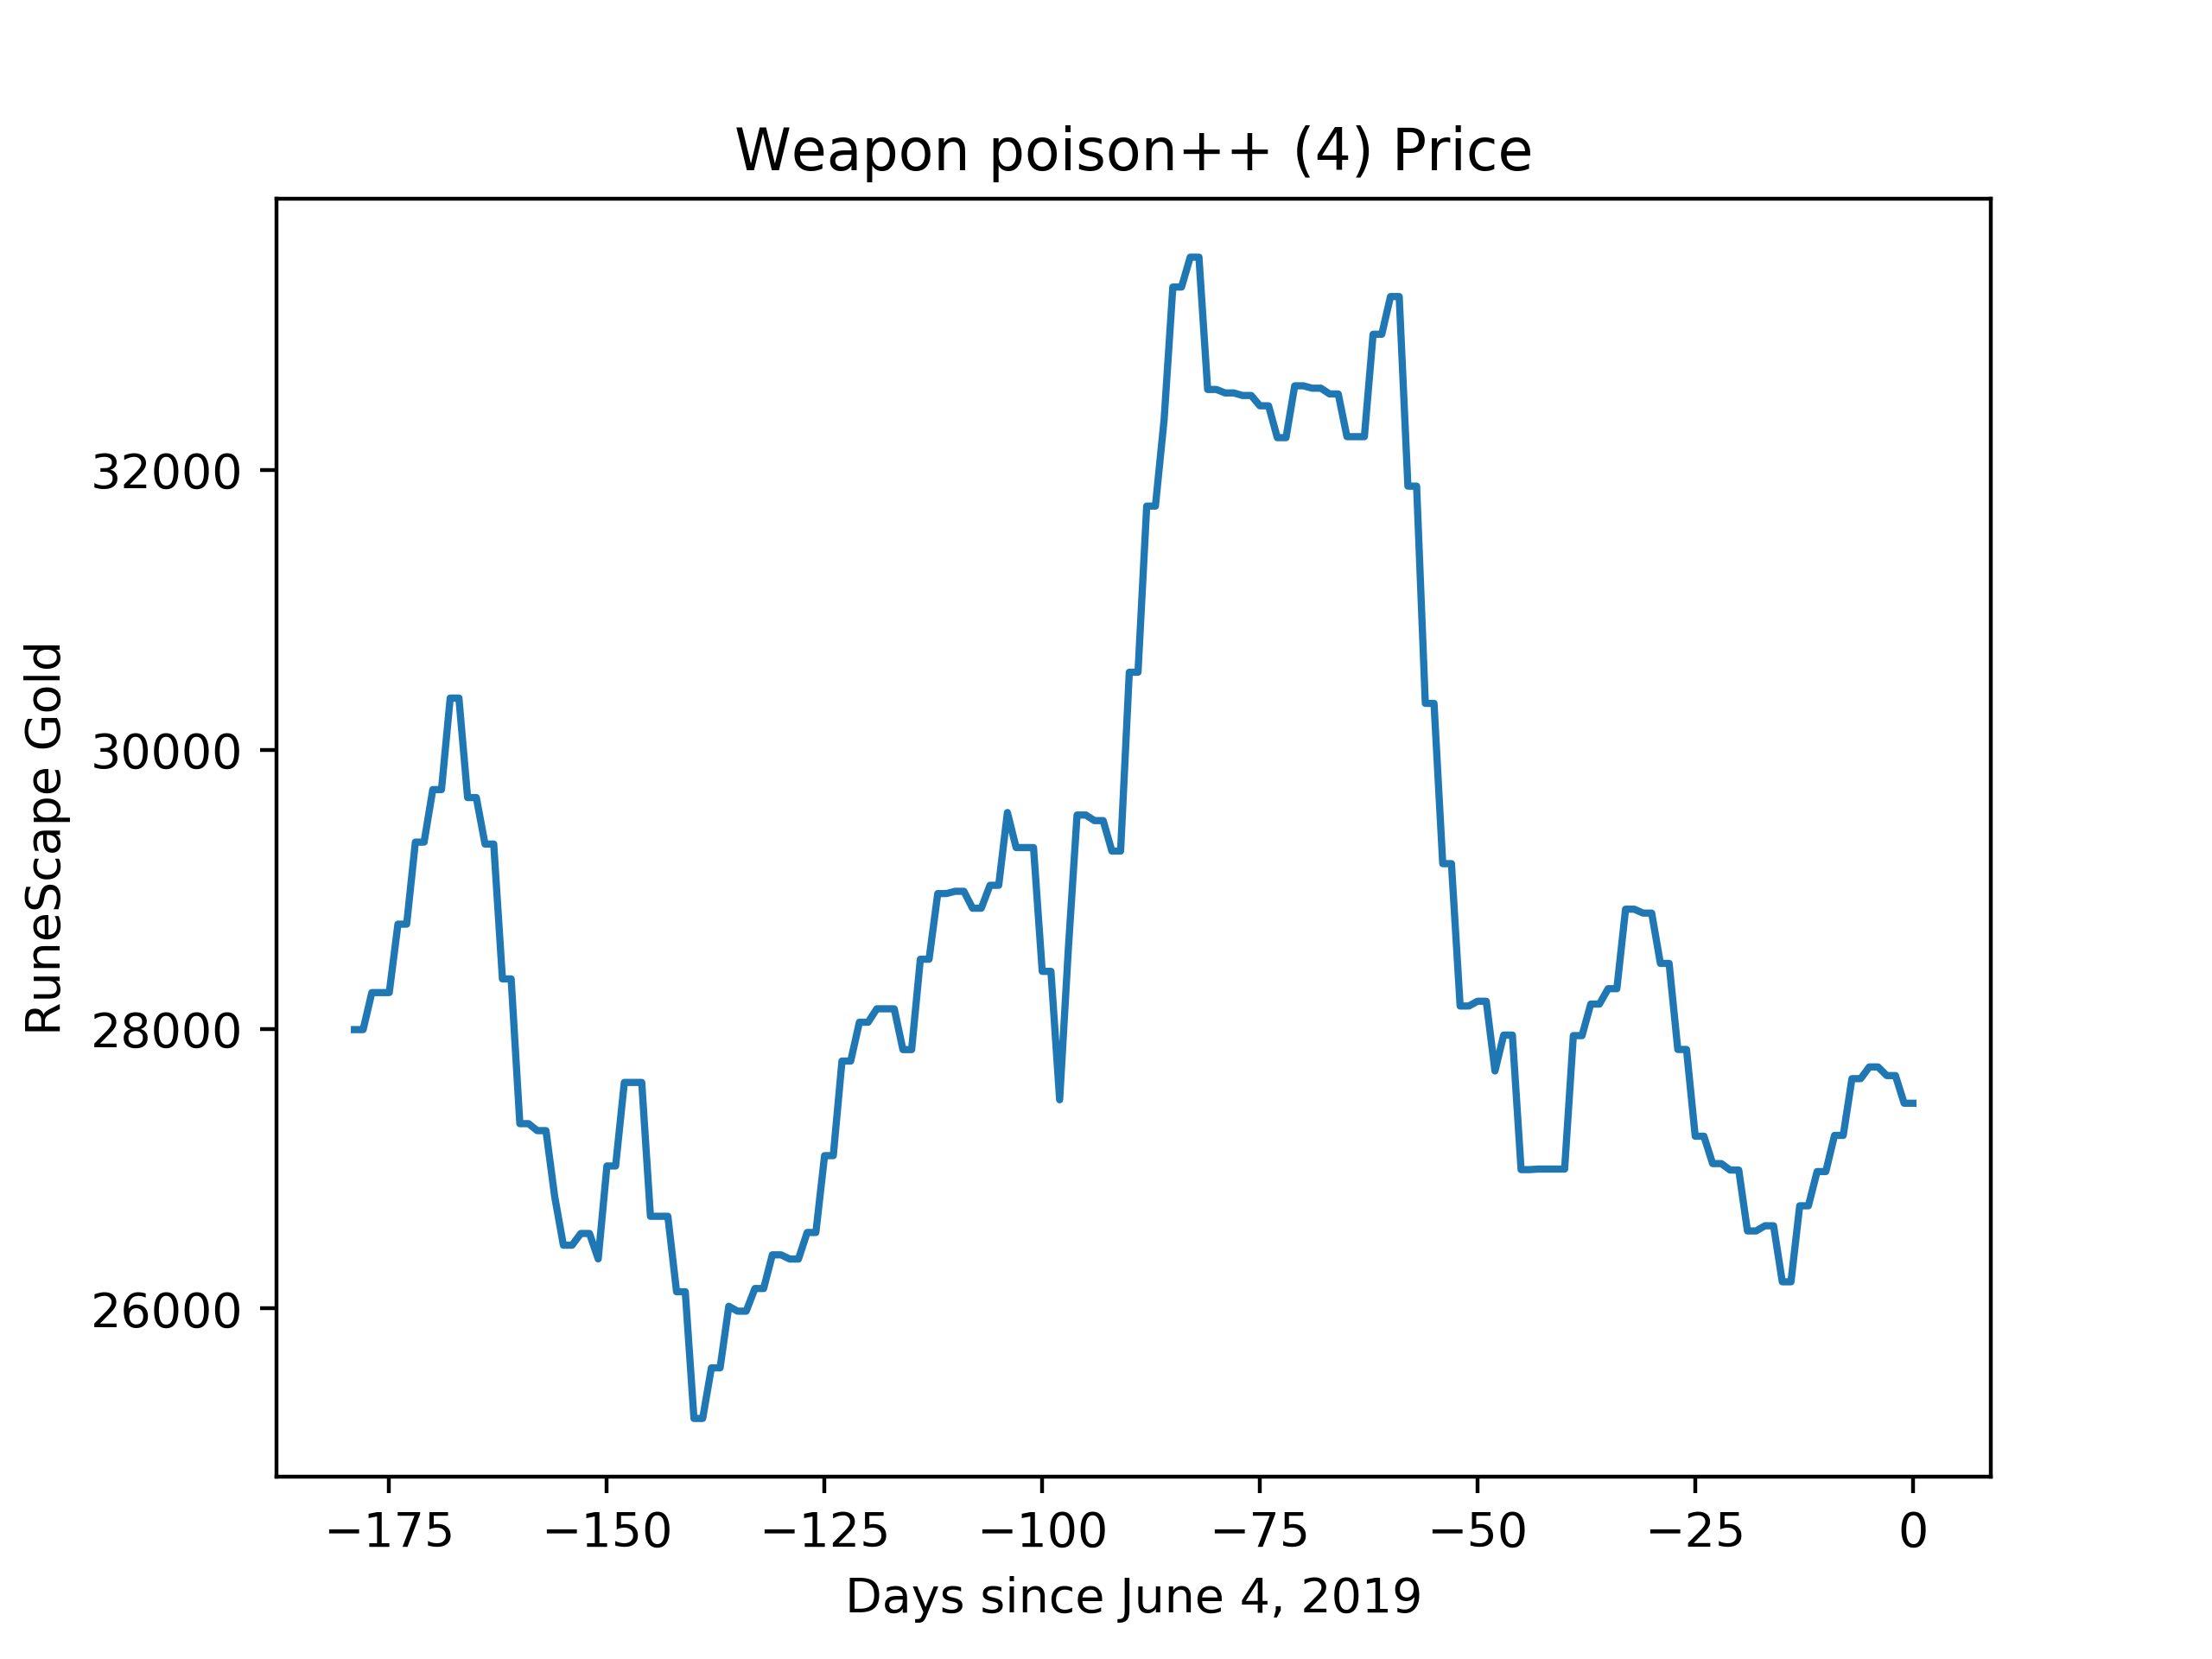 Weapon poison++ (4) Price
RuneScape Gold
32000
30000
28000
26000
−175 −150 −125 −100 −75 −50 −25 0
Days since June 4, 2019